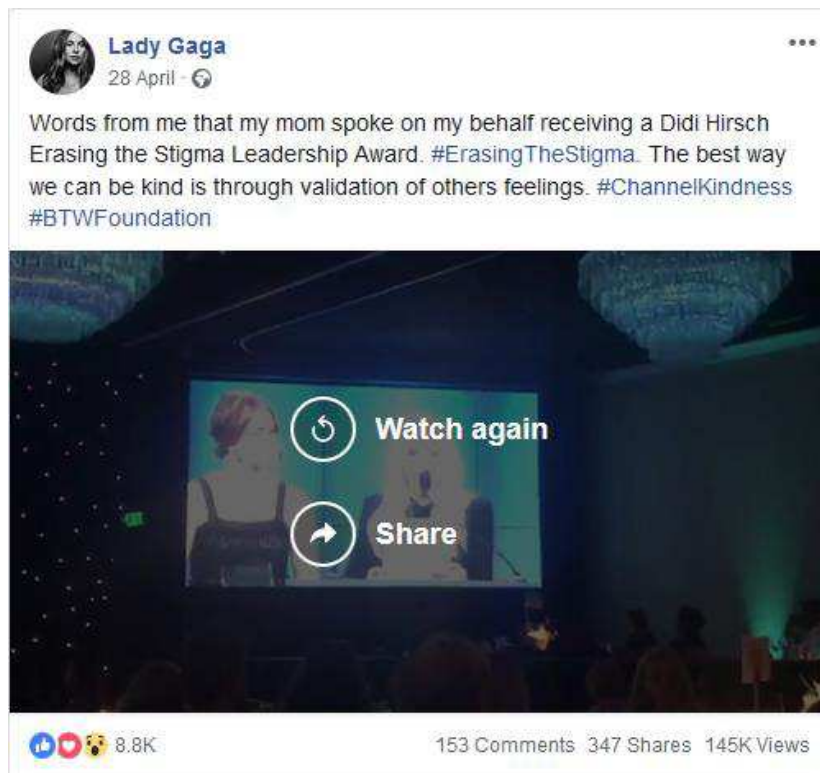 Lady Gaga
28 April ·
Words from me that my mom spoke on my behalf receiving a Didi Hirsch
Erasing the Stigma Leadership Award. #ErasingTheStigma. The best way
we can be kind is through validation of others feelings. #ChannelKindness
#BTWFoundation
Watch again
Share
8.8K 153 Comments 347 Shares 145K Views